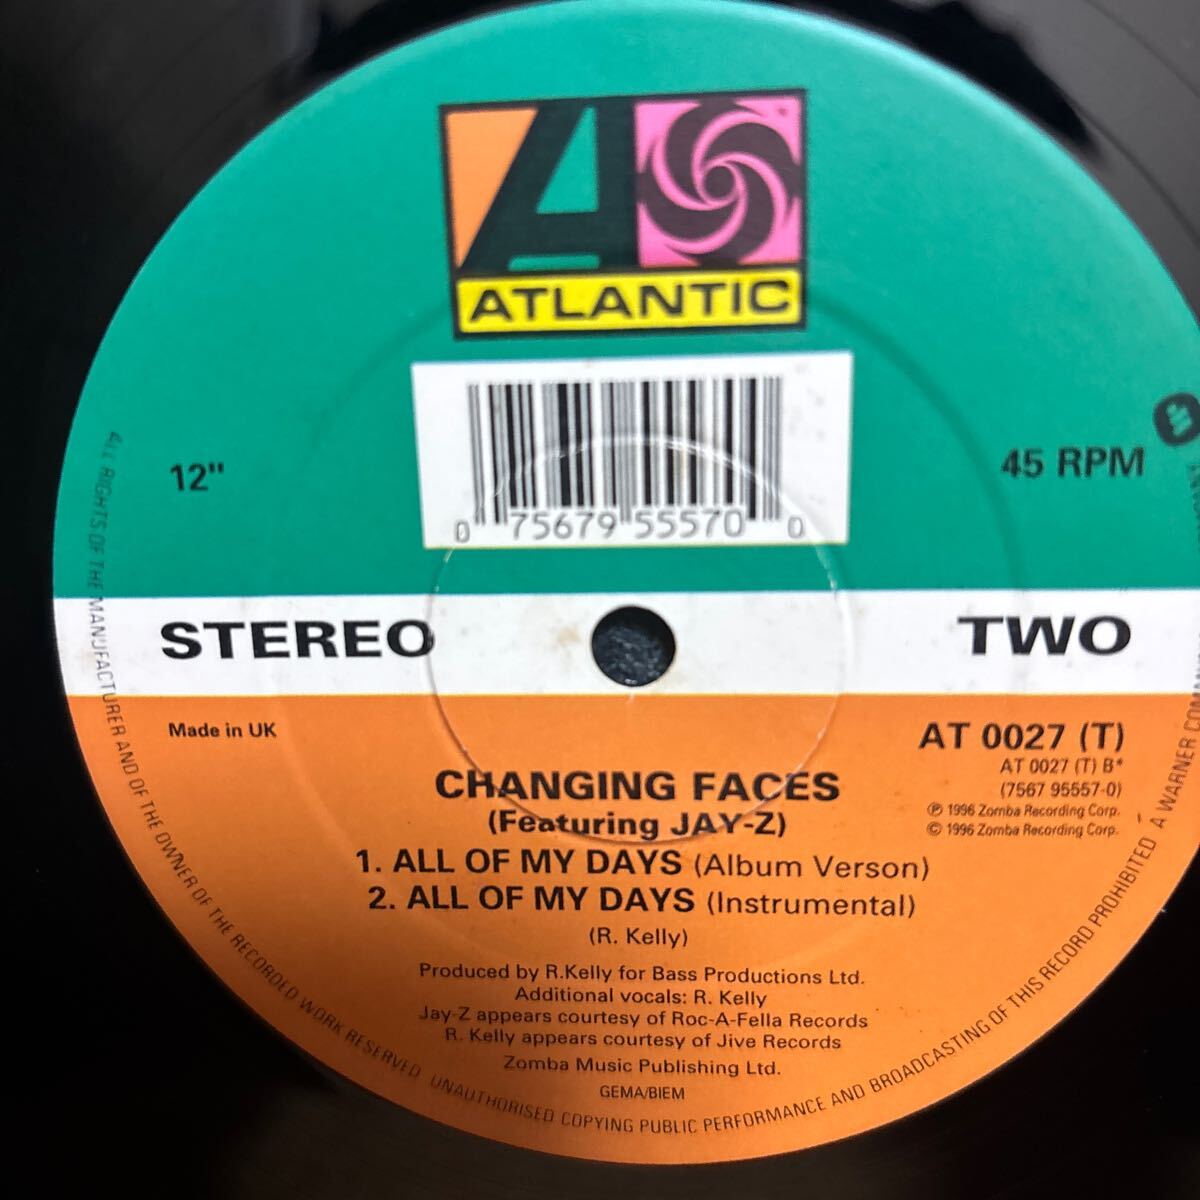 ATLANTIC
0 75679 55570 0
12"
45 RPM
STEREO
TWO
Made in UK
AT 0027 (T)
AT 0027 (T) B*
(7567 95557-0)
℗ 1996 Zomba Recording Corp.
© 1996 Zomba Recording Corp.
CHANGING FACES
(Featuring JAY-Z)
1. ALL OF MY DAYS (Album Verson)
2. ALL OF MY DAYS (Instrumental)
(R. Kelly)
Produced by R.Kelly for Bass Productions Ltd.
Additional vocals: R. Kelly
Jay-Z appears courtesy of Roc-A-Fella Records
R. Kelly appears courtesy of Jive Records
Zomba Music Publishing Ltd.
GEMA/BIEM
ALL RIGHTS OF THE MANUFACTURER AND OF THE OWNER OF THE RECORDED WORK RESERVED UNAUTHORISED COPYING PUBLIC PERFORMANCE AND BROADCASTING OF THIS RECORD PROHIBITED A WARNER